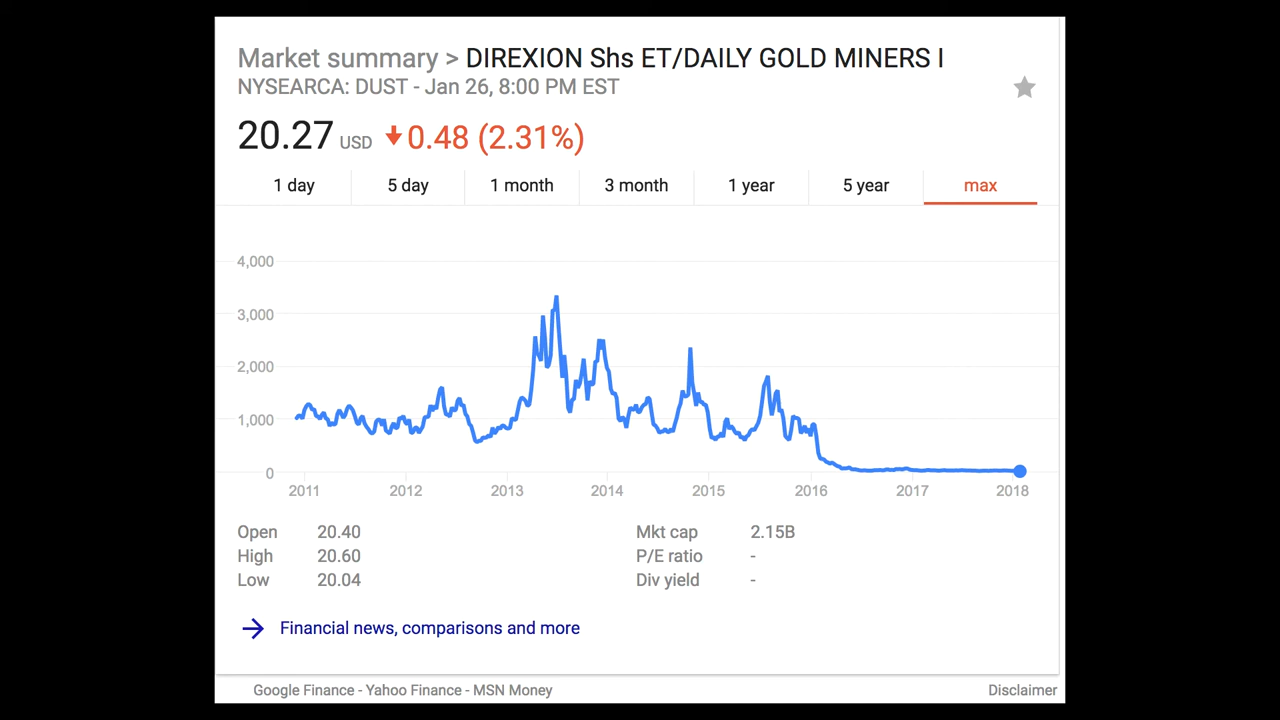 Market summary > DIREXION Shs ET/DAILY GOLD MINERS I
NYSEARCA: DUST - Jan 26, 8:00 PM EST
20.27 USD 0.48 (2.31%)
1 day 5 day 1 month 3 month 1 year 5 year max
4,000
3,000
2,000
1,000
0
2011 2012 2013 2014 2015 2016 2017 2018
Open 20.40 Mkt cap 2.15B
High 20.60 P/E ratio -
Low 20.04 Div yield -
Financial news, comparisons and more
Google Finance - Yahoo Finance - MSN Money Disclaimer